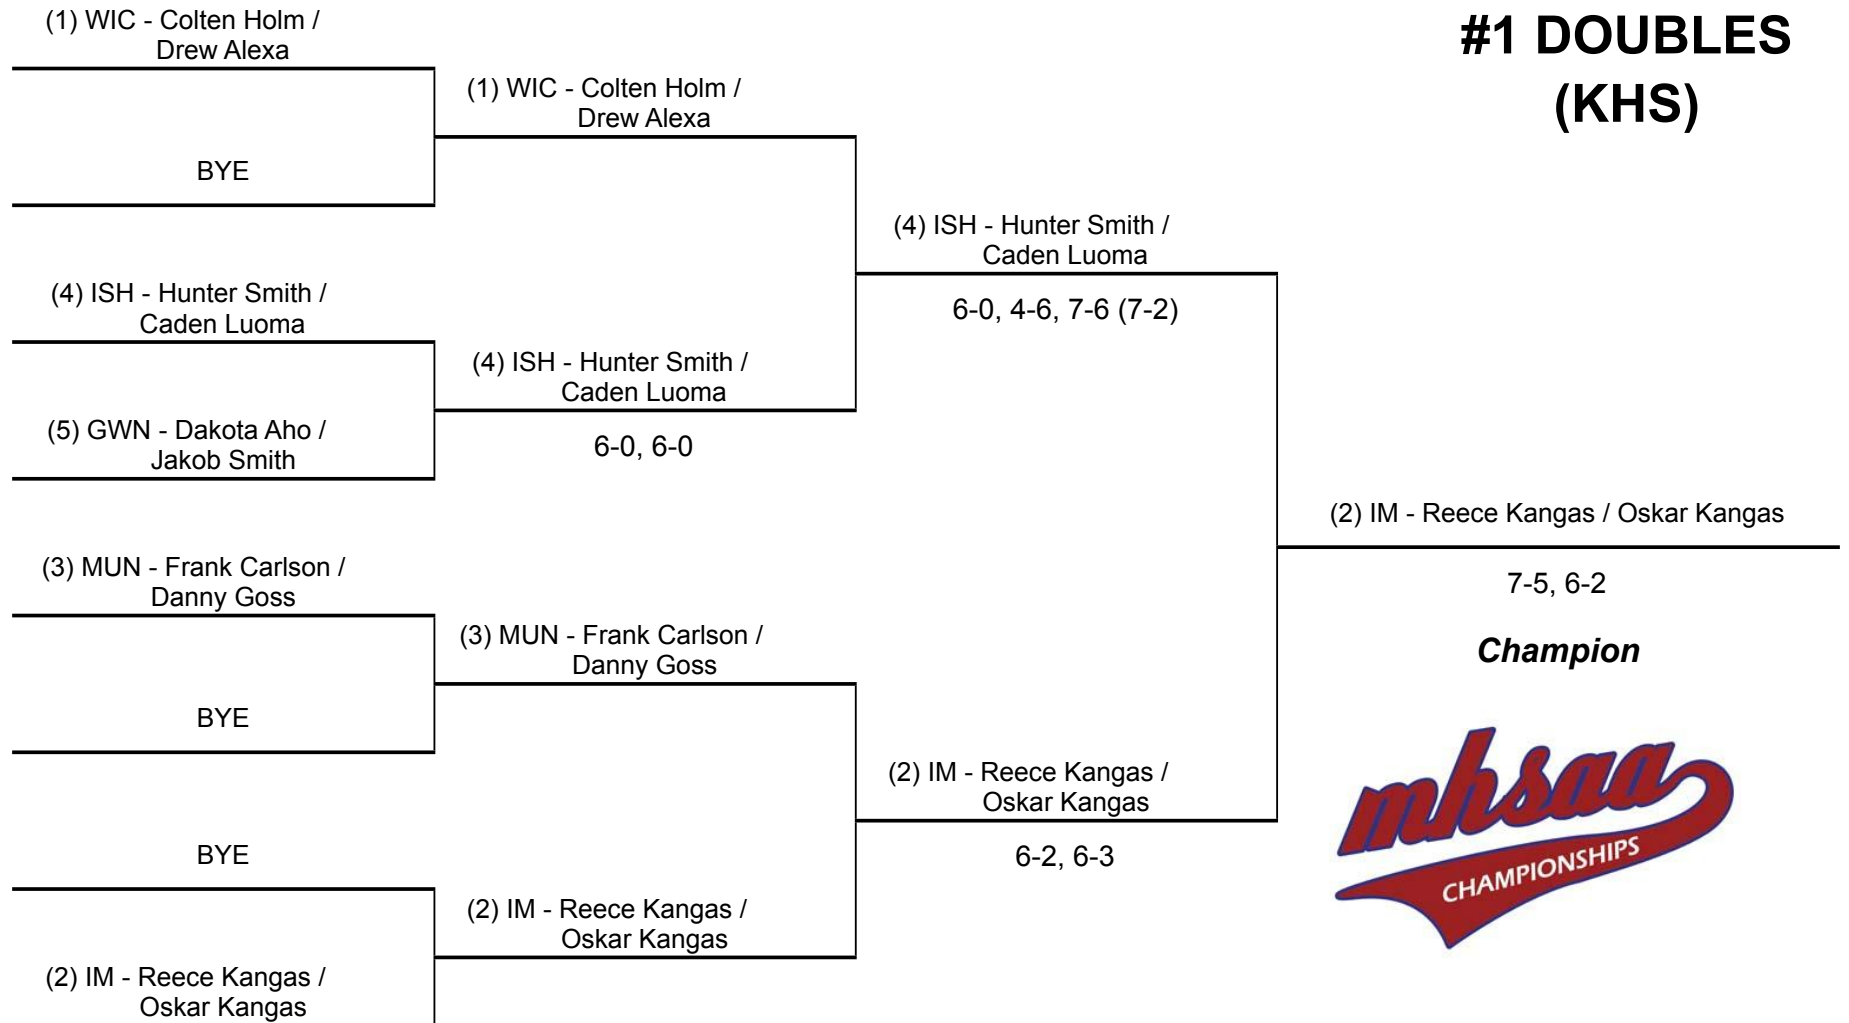 #1 DOUBLES
(KHS)
(1) WIC - Colten Holm /
Drew Alexa
BYE
(4) ISH - Hunter Smith /
Caden Luoma
(5) GWN - Dakota Aho /
Jakob Smith
(3) MUN - Frank Carlson /
Danny Goss
BYE
BYE
(2) IM - Reece Kangas /
Oskar Kangas
(1) WIC - Colten Holm /
Drew Alexa
(4) ISH - Hunter Smith /
Caden Luoma
6-0, 6-0
(3) MUN - Frank Carlson /
Danny Goss
(2) IM - Reece Kangas /
Oskar Kangas
(4) ISH - Hunter Smith /
Caden Luoma
6-0, 4-6, 7-6 (7-2)
(2) IM - Reece Kangas /
Oskar Kangas
6-2, 6-3
(2) IM - Reece Kangas / Oskar Kangas
7-5, 6-2
Champion
mhsaa
CHAMPIONSHIPS